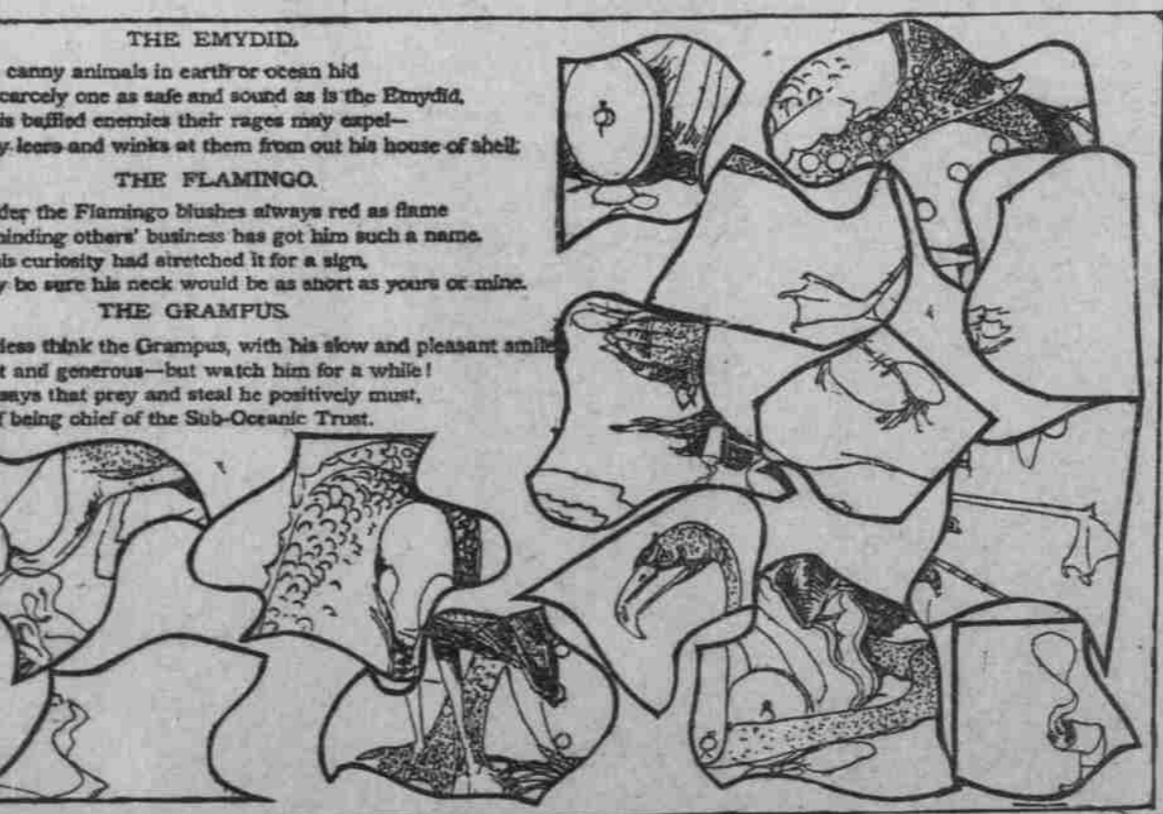 THE EMYDID.
canny animals in earth or ocean hid
carcely one as safe and sound as is the Emydid,
is baffled enemies their rages may expel—
y leers and winks at them from out his house of shell;
THE FLAMINGO.
der the Flamingo blushes always red as flame
inding others' business has got him such a name.
is curiosity had stretched it for a sign,
y be sure his neck would be as short as yours or mine.
THE GRAMPUS.
less think the Grampus, with his slow and pleasant smile
t and generous—but watch him for a while!
says that prey and steal he positively must,
f being chief of the Sub-Oceanic Trust.